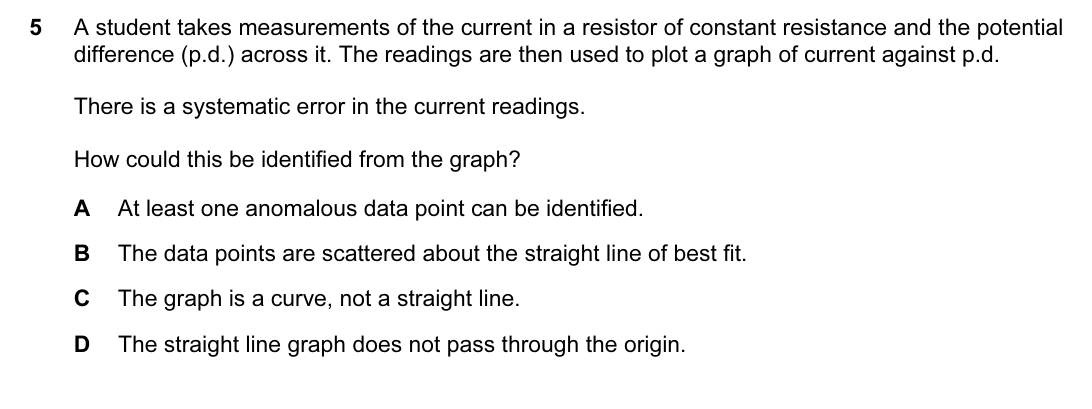 5 A student takes measurements of the current in a resistor of constant resistance and the potential
difference (p.d.) across it. The readings are then used to plot a graph of current against p.d.
There is a systematic error in the current readings.
How could this be identified from the graph?
A At least one anomalous data point can be identified.
B The data points are scattered about the straight line of best fit.
C The graph is a curve, not a straight line.
D The straight line graph does not pass through the origin.